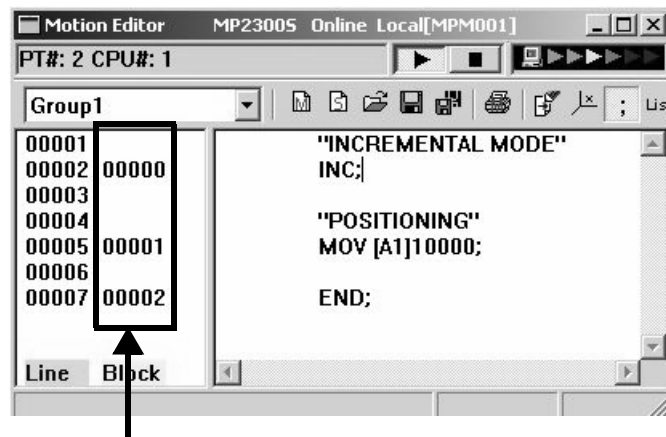 Motion Editor MP2300S Online Local[MPM001]
PT#: 2 CPU#: 1
Group1
M S ; Lis
00001 "INCREMENTAL MODE"
00002 00000 INC;
00003
00004 "POSITIONING"
00005 00001 MOV [A1]10000;
00006
00007 00002 END;
Line Block